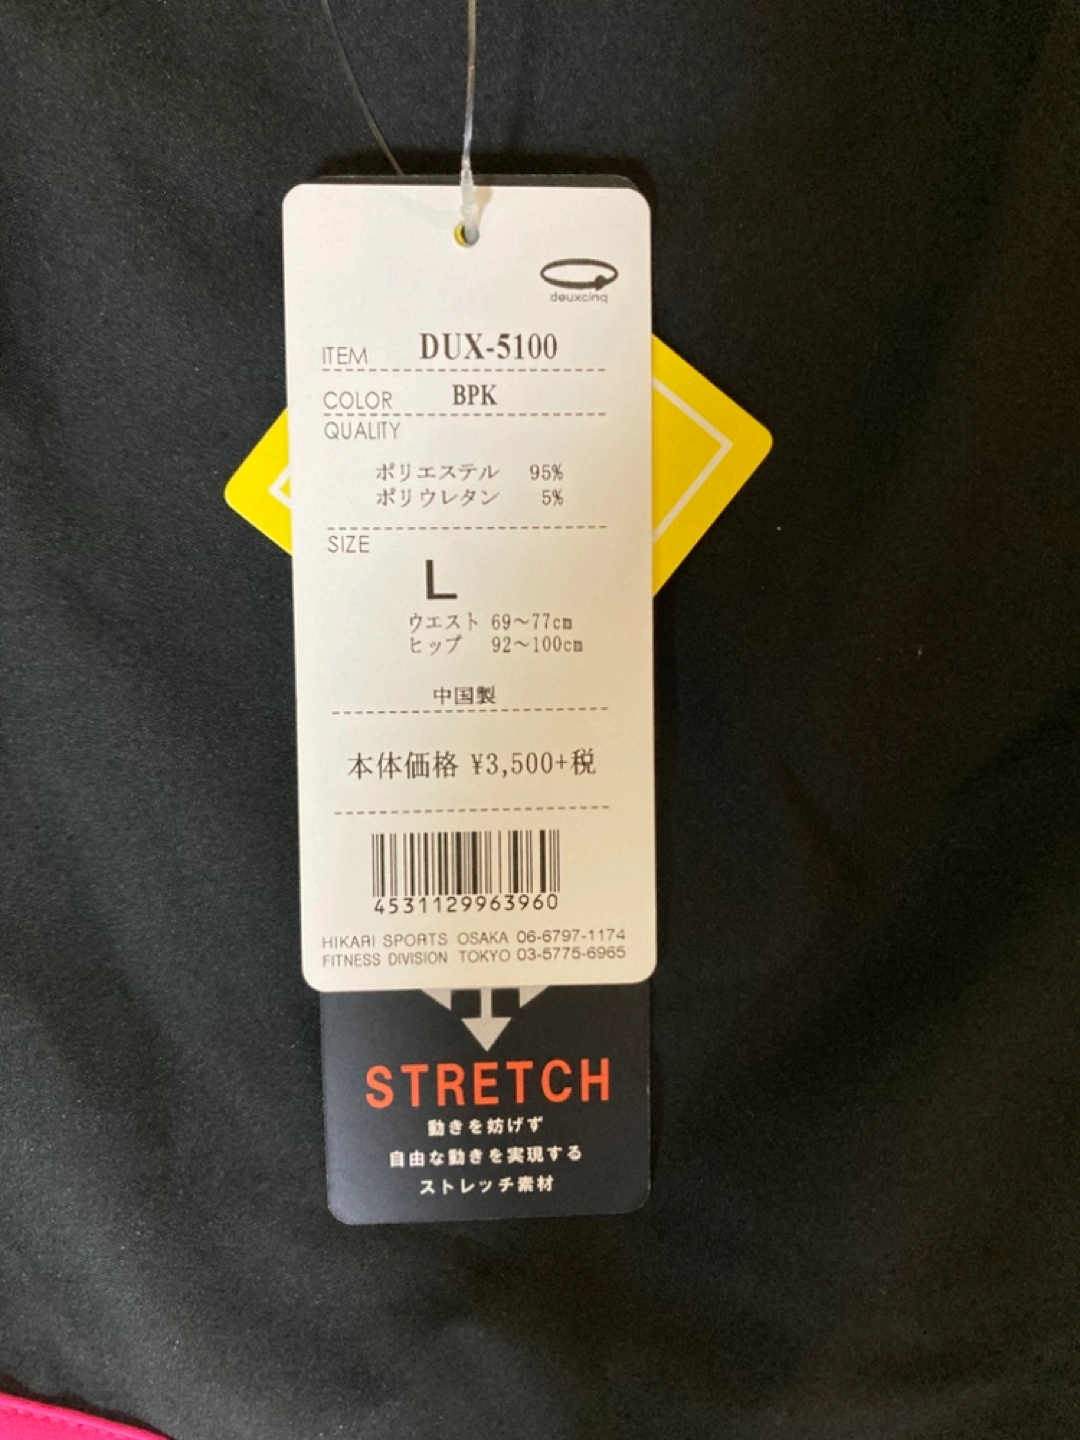 deuxcinq
ITEM DUX-5100
COLOR BPK
QUALITY
ポリエステル 95%
ポリウレタン 5%
SIZE
L
ウエスト 69～77cm
ヒップ 92～100cm
中国製
本体価格 ¥3,500+税
4531129963960
HIKARI SPORTS OSAKA 06-6797-1174
FITNESS DIVISION TOKYO 03-5775-6965
STRETCH
動きを妨げず
自由な動きを実現する
ストレッチ素材